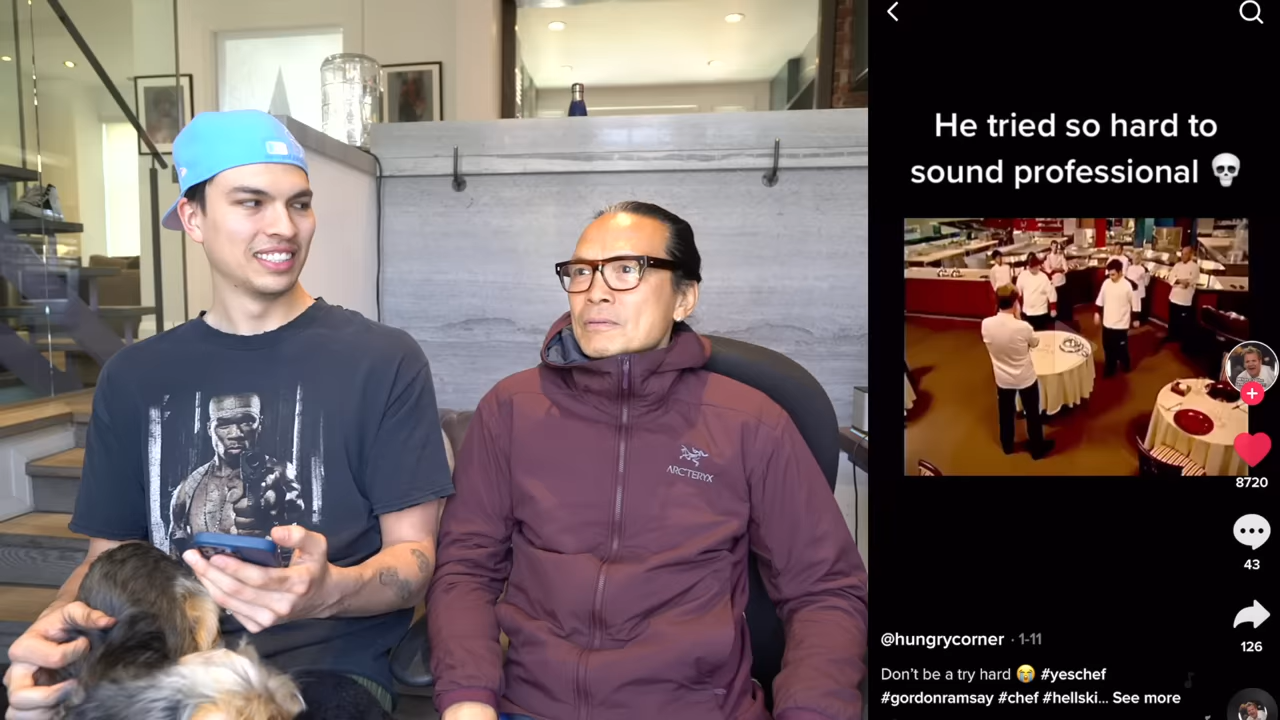 ARC'TERYX
He tried so hard to
sound professional 💀
8720
43
126
@hungrycorner · 1-11
Don't be a try hard 😭 #yeschef
#gordonramsay #chef #hellski... See more